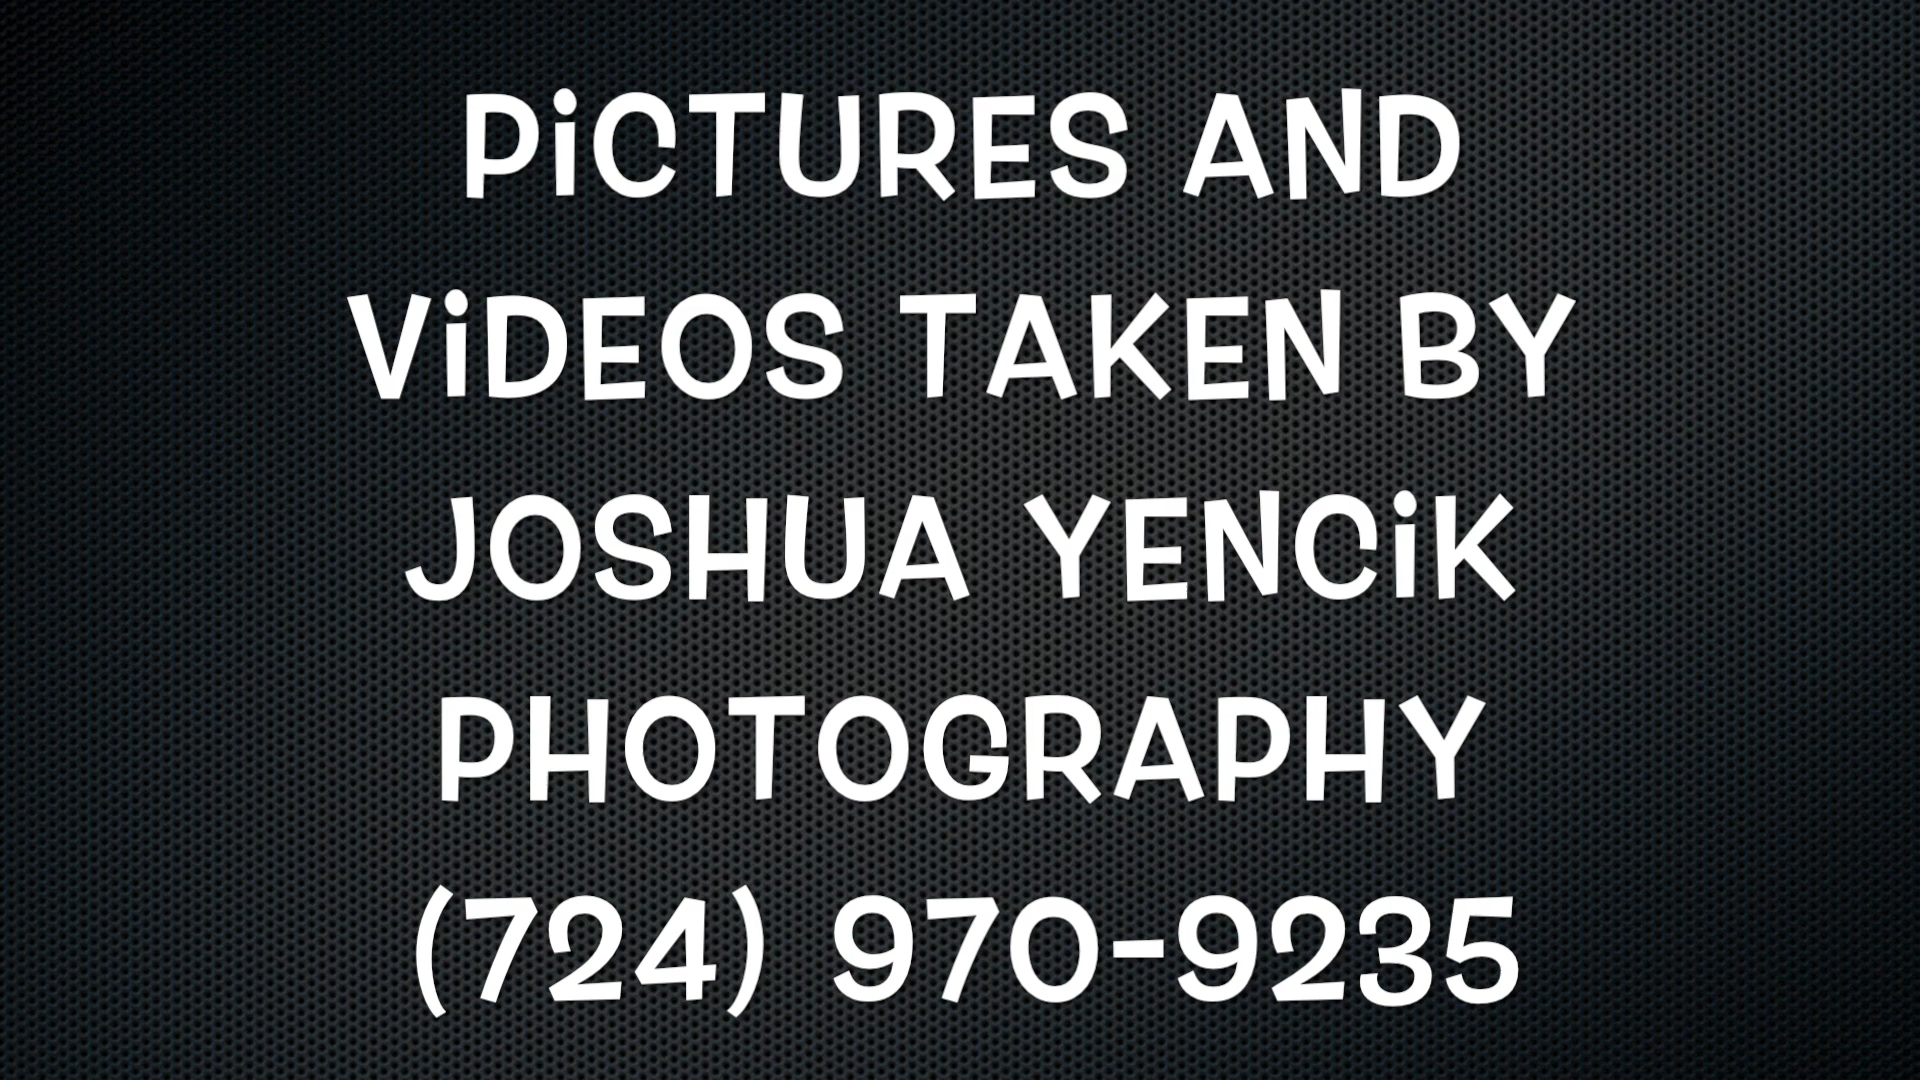 PiCTURES AND
ViDEOS TAKEN BY
JOSHUA YENCiK
PHOTOGRAPHY
(724) 970-9235